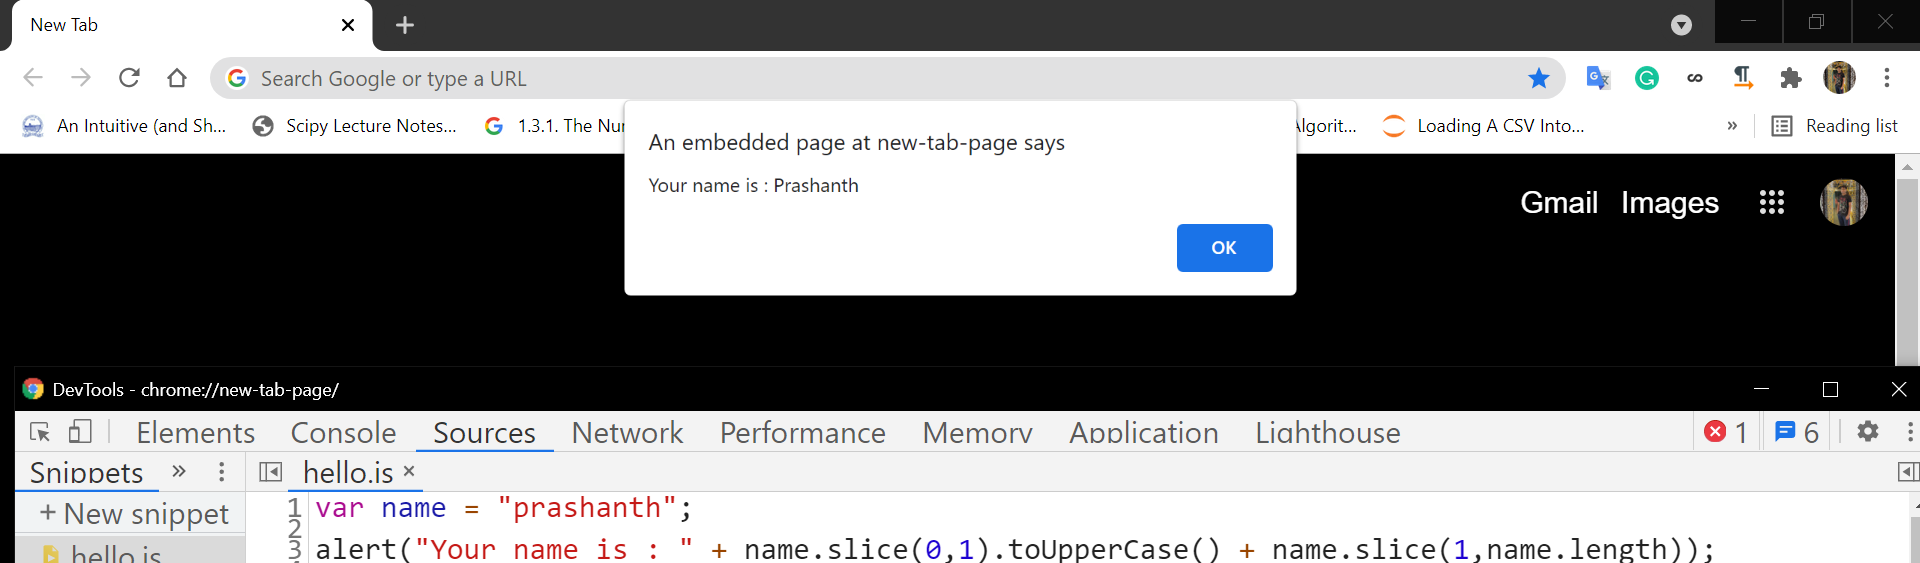 New Tab
Search Google or type a URL
An Intuitive (and Sh... Scipy Lecture Notes... 1.3.1. The Nu Algorit... Loading A CSV Into... » Reading list
An embedded page at new-tab-page says
Your name is : Prashanth
OK
Gmail Images
DevTools - chrome://new-tab-page/
Elements Console Sources Network Performance Memory Application Lighthouse 1 6
Snippets » hello.js ×
+ New snippet
hello.js
1 var name = "prashanth";
2
3 alert("Your name is : " + name.slice(0,1).toUpperCase() + name.slice(1,name.length));